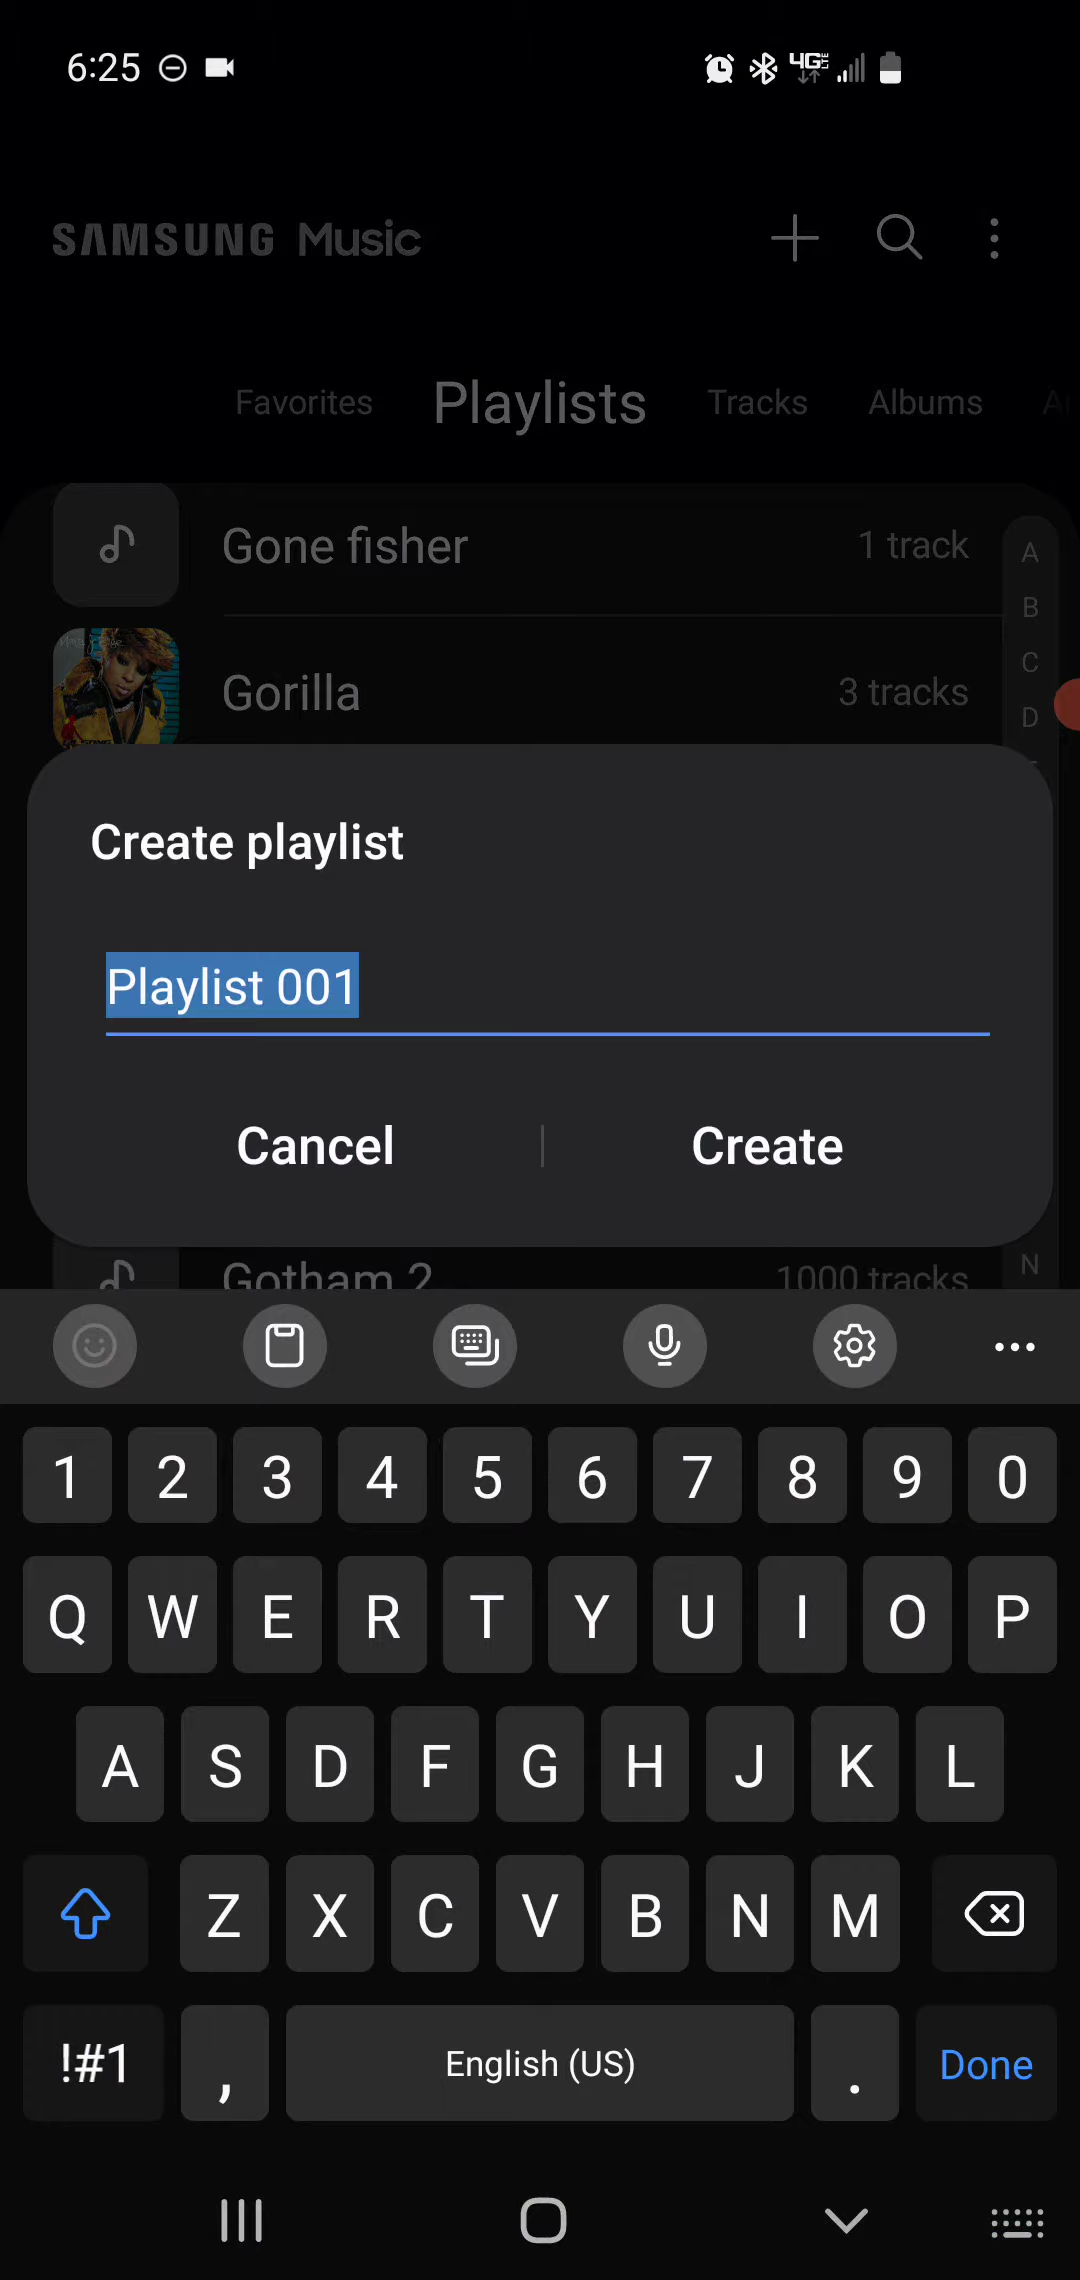 6:25
4G LTE
SAMSUNG Music
Favorites Playlists Tracks Albums
Gone fisher 1 track
A
B
Gorilla 3 tracks
C
D
Create playlist
Playlist 001
Cancel Create
Gotham 2 1000 tracks
N
1 2 3 4 5 6 7 8 9 0
Q W E R T Y U I O P
A S D F G H J K L
Z X C V B N M
!#1 , English (US) . Done